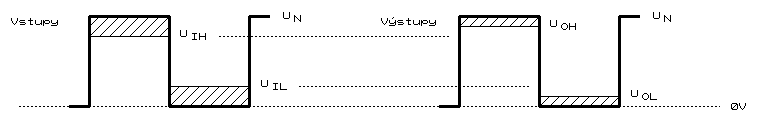 Vstupy U IH U N Výstupy U OH U N
U IL U OL
0V